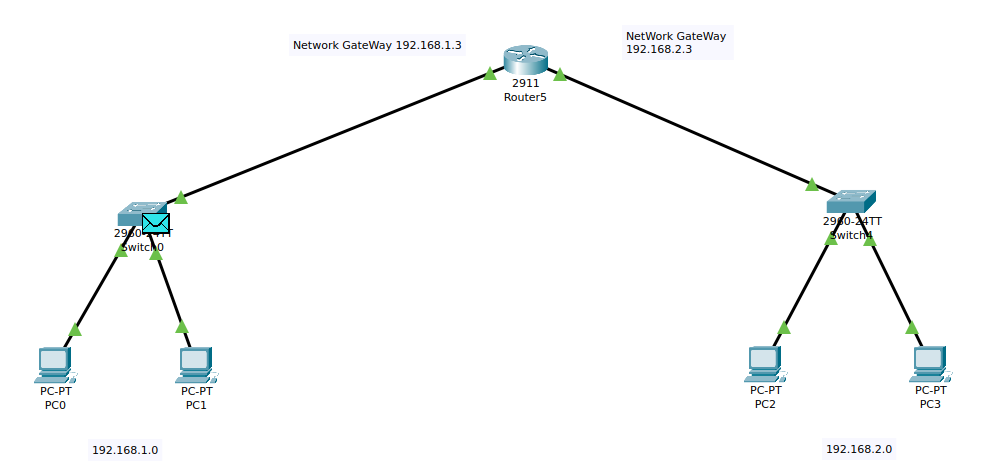 Network GateWay 192.168.1.3
NetWork GateWay
192.168.2.3
2911
Router5
2960-24TT
Switch0
2960-24TT
Switch4
PC-PT
PC0
PC-PT
PC1
PC-PT
PC2
PC-PT
PC3
192.168.1.0
192.168.2.0